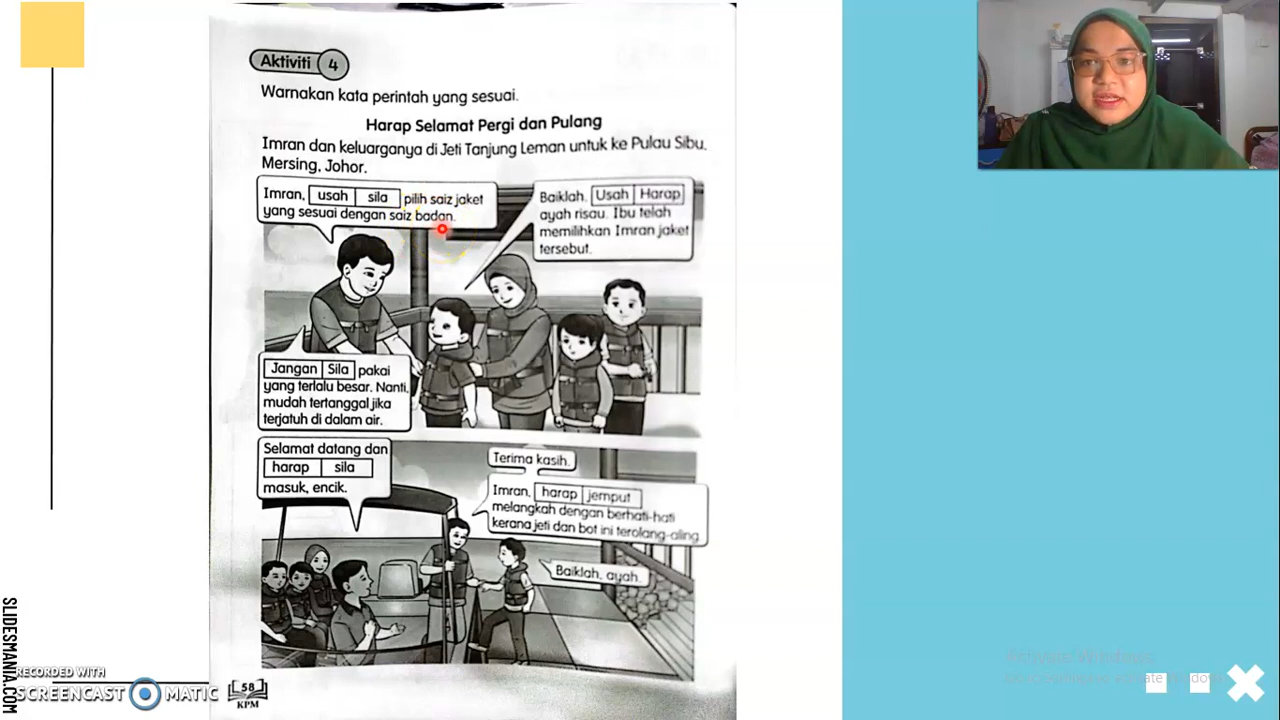 Aktiviti 4
Warnakan kata perintah yang sesuai.
Harap Selamat Pergi dan Pulang
Imran dan keluarganya di Jeti Tanjung Leman untuk ke Pulau Sibu,
Mersing, Johor.
Imran, usah sila pilih saiz jaket
yang sesuai dengan saiz badan.
Baiklah. Usah Harap
ayah risau. Ibu telah
memilihkan Imran jaket
tersebut.
Jangan Sila pakai
yang terlalu besar. Nanti,
mudah tertanggal jika
terjatuh di dalam air.
Selamat datang dan
harap sila
masuk, encik.
Terima kasih.
Imran, harap jemput
melangkah dengan berhati-hati
kerana jeti dan bot ini terolang-aling.
Baiklah, ayah.
58
KPM
SLIDESMANIA.COM
RECORDED WITH
SCREENCAST MATIC
Activate Windows